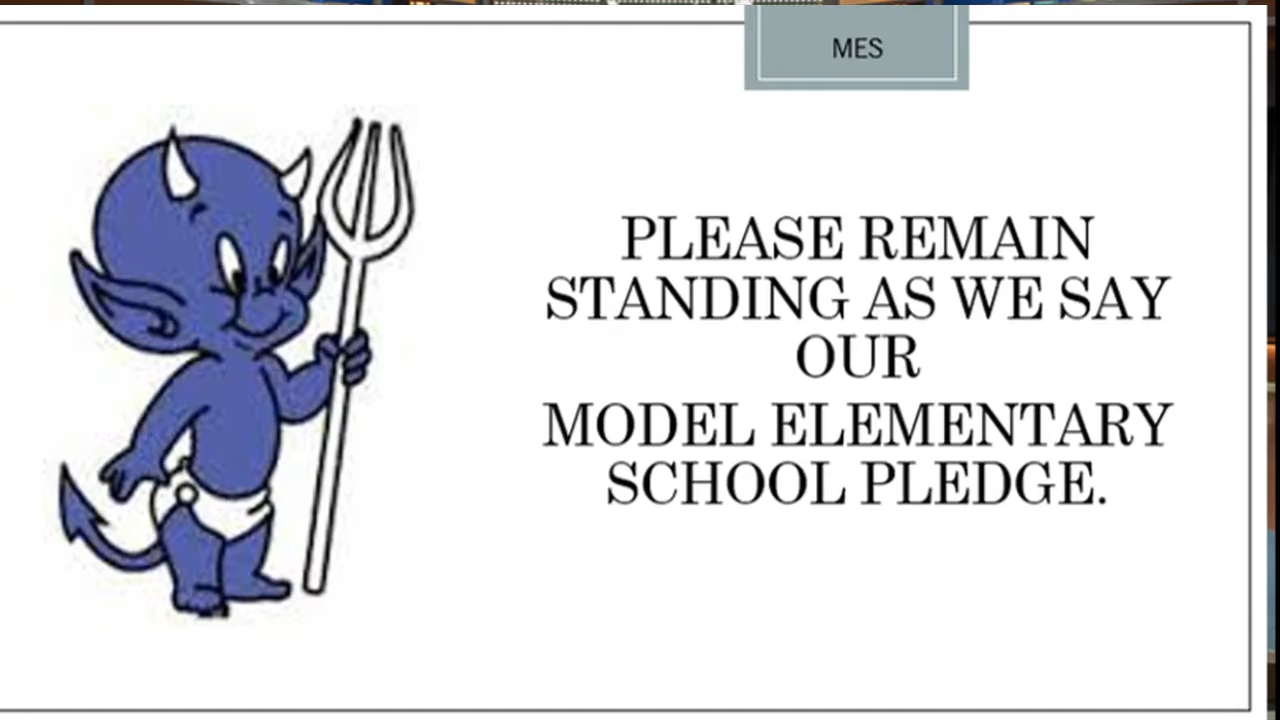 MES
PLEASE REMAIN
STANDING AS WE SAY
OUR
MODEL ELEMENTARY
SCHOOL PLEDGE.